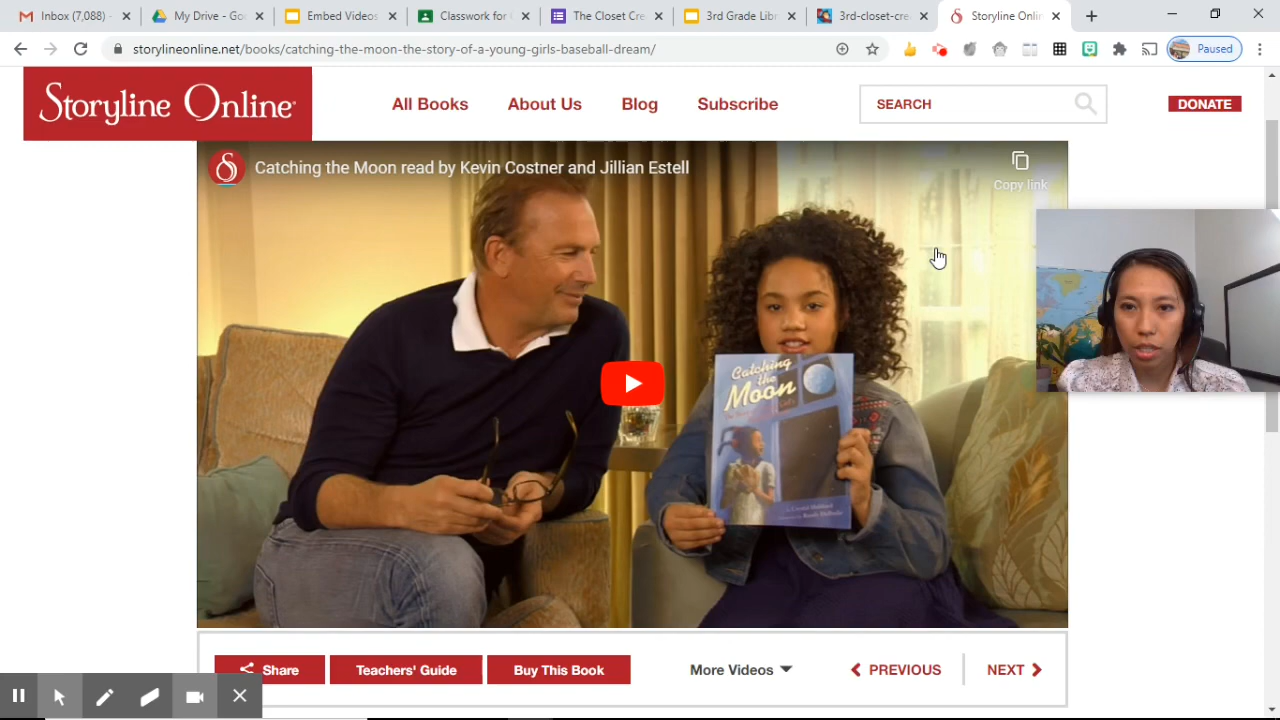 Inbox (7,088) -
My Drive - Goo
Embed Videos
Classwork for
The Closet Cre
3rd Grade Libr
3rd-closet-cre
Storyline Onlin
storylineonline.net/books/catching-the-moon-the-story-of-a-young-girls-baseball-dream/
Paused
Storyline Online
All Books
About Us
Blog
Subscribe
SEARCH
DONATE
Catching the Moon read by Kevin Costner and Jillian Estell
Copy link
Catching
the
Moon
Share
Teachers' Guide
Buy This Book
More Videos
PREVIOUS
NEXT